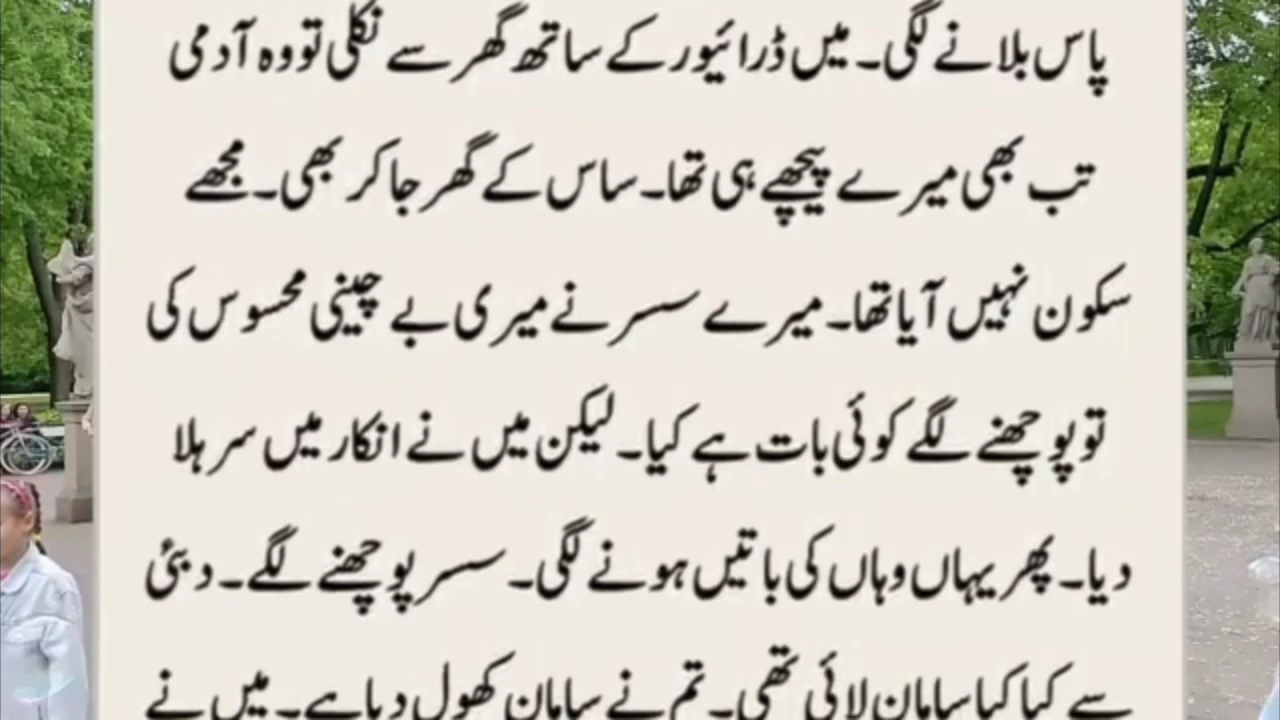 پاس بلانے لگی۔ میں ڈرائیور کے ساتھ گھر سے نکلی تو وہ آدمی
تب بھی میرے پیچھے ہی تھا۔ ساس کے گھر جا کر بھی۔ مجھے
سکون نہیں آیا تھا۔ میرے سسر نے میری بے چینی محسوس کی
تو پوچھنے لگے کوئی بات ہے کیا۔ لیکن میں نے انکار میں سر ہلا
دیا۔ پھر یہاں وہاں کی باتیں ہونے لگی۔ سسر پوچھنے لگے۔ دبئی
سے کیا کیا سامان لائی تھی۔ تم نے سامان کھول دیا ہے۔ میں نے